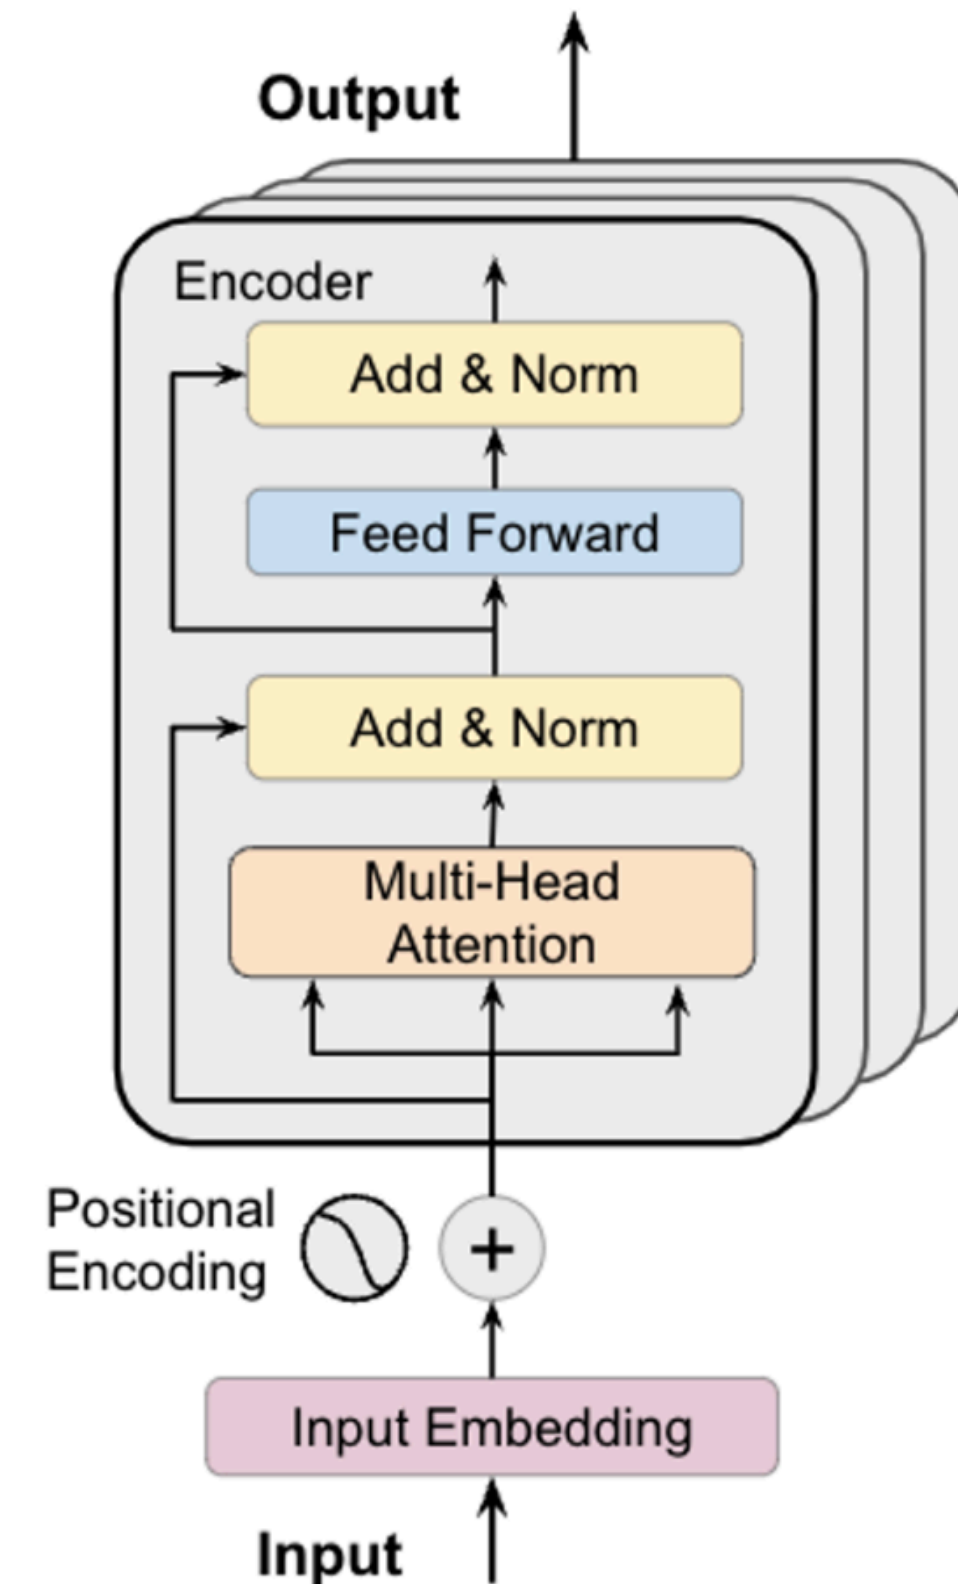 Output
Encoder
Add & Norm
Feed Forward
Add & Norm
Multi-Head
Attention
Positional
Encoding
+
Input Embedding
Input